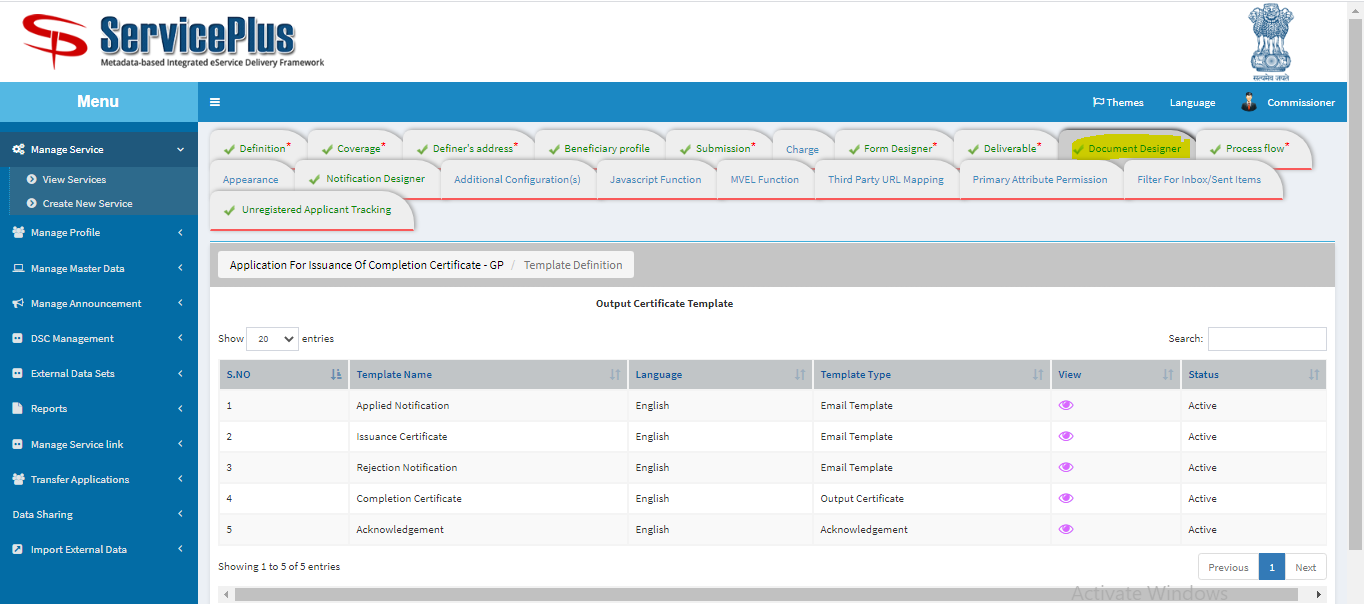 ServicePlus
Metadata-based Integrated eService Delivery Framework
सत्यमेव जयते
Menu
Themes Language Commissioner
Manage Service
View Services
Create New Service
Manage Profile
Manage Master Data
Manage Announcement
DSC Management
External Data Sets
Reports
Manage Service link
Transfer Applications
Data Sharing
Import External Data
Definition* Coverage* Definer's address* Beneficiary profile Submission* Charge Form Designer* Deliverable* Document Designer Process flow*
Appearance Notification Designer Additional Configuration(s) Javascript Function MVEL Function Third Party URL Mapping Primary Attribute Permission Filter For Inbox/Sent Items
Unregistered Applicant Tracking
Application For Issuance Of Completion Certificate - GP / Template Definition
Output Certificate Template
Show 20 entries Search:
S.NO Template Name Language Template Type View Status
1 Applied Notification English Email Template Active
2 Issuance Certificate English Email Template Active
3 Rejection Notification English Email Template Active
4 Completion Certificate English Output Certificate Active
5 Acknowledgement English Acknowledgement Active
Showing 1 to 5 of 5 entries Previous 1 Next
Activate Windows